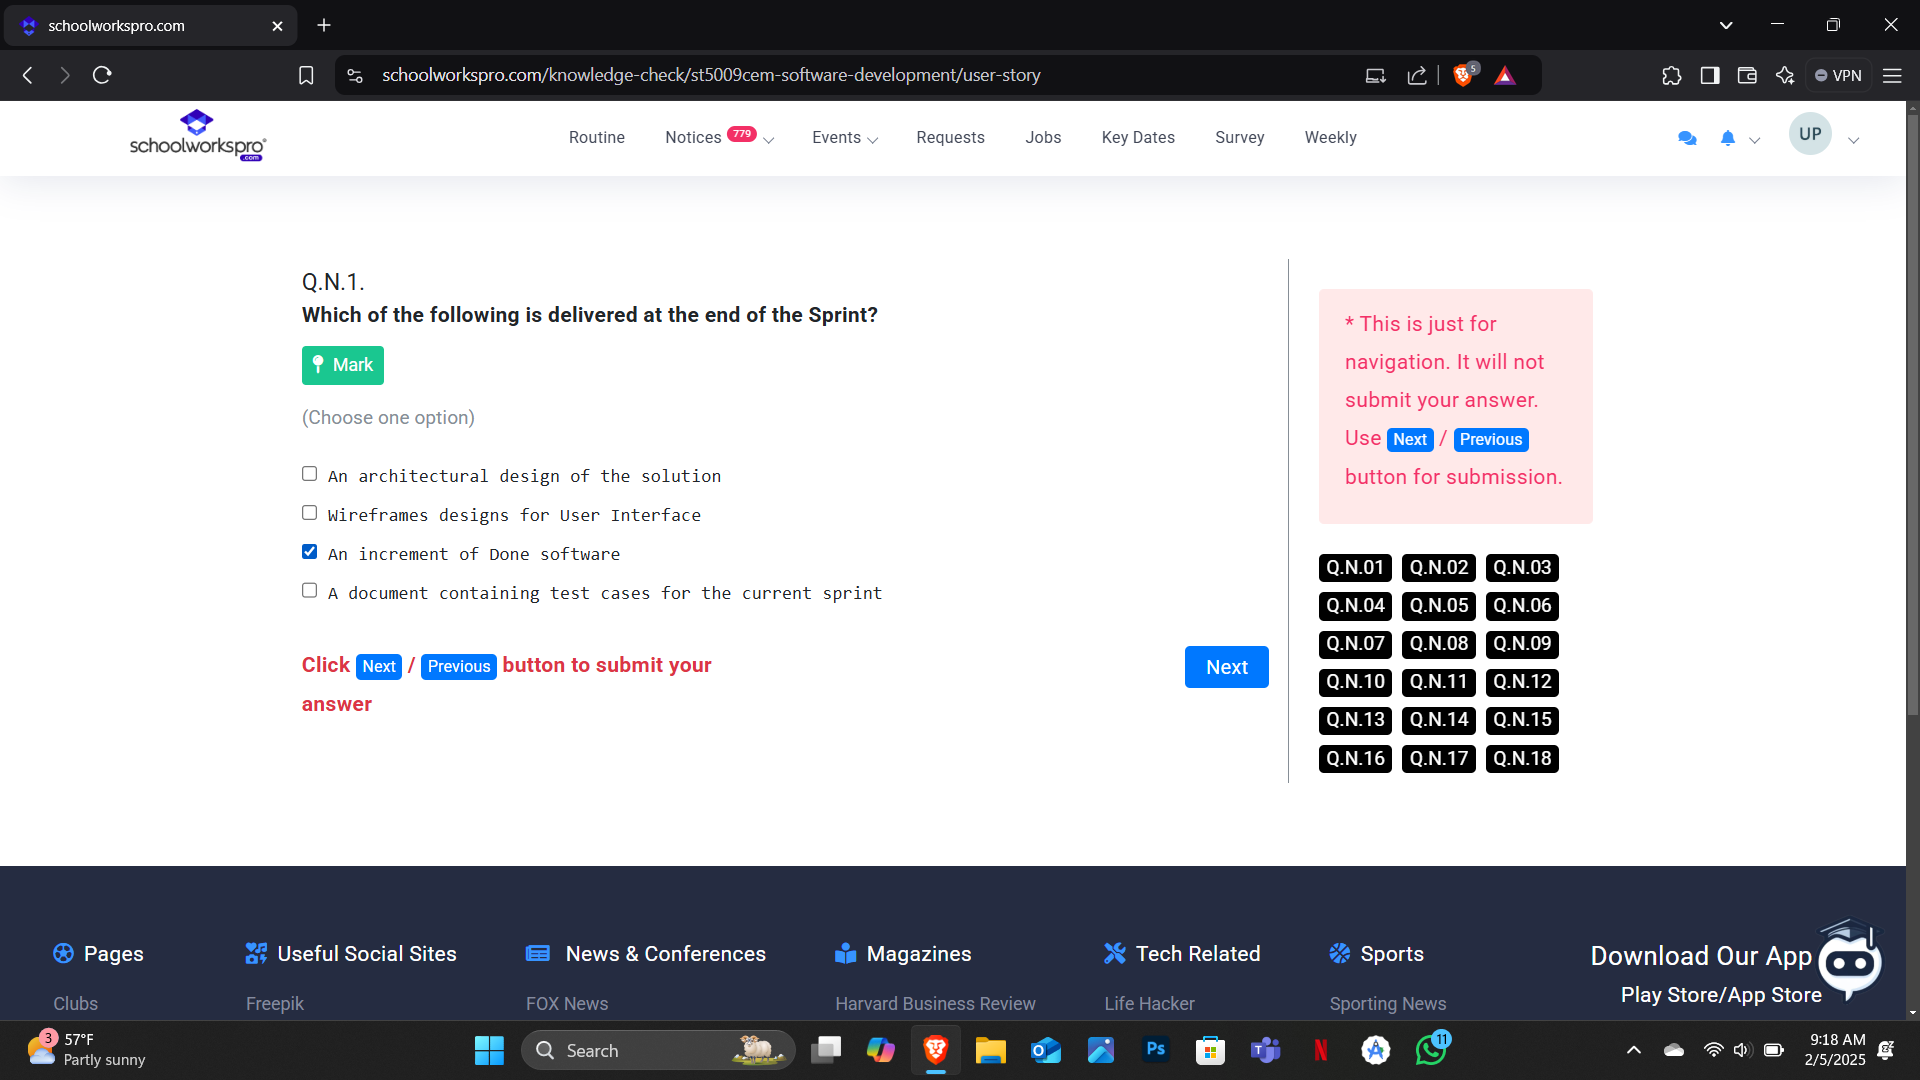 schoolworkspro.com
schoolworkspro.com/knowledge-check/st5009cem-software-development/user-story
5
VPN
schoolworkspro
.com
Routine
Notices 779
Events
Requests
Jobs
Key Dates
Survey
Weekly
UP
Q.N.1.
Which of the following is delivered at the end of the Sprint?
Mark
(Choose one option)
An architectural design of the solution
Wireframes designs for User Interface
An increment of Done software
A document containing test cases for the current sprint
Click Next / Previous button to submit your
answer
Next
* This is just for
navigation. It will not
submit your answer.
Use Next / Previous
button for submission.
Q.N.01 Q.N.02 Q.N.03
Q.N.04 Q.N.05 Q.N.06
Q.N.07 Q.N.08 Q.N.09
Q.N.10 Q.N.11 Q.N.12
Q.N.13 Q.N.14 Q.N.15
Q.N.16 Q.N.17 Q.N.18
Pages
Clubs
Useful Social Sites
Freepik
News & Conferences
FOX News
Magazines
Harvard Business Review
Tech Related
Life Hacker
Sports
Sporting News
Download Our App
Play Store/App Store
3
57°F
Partly sunny
Search
Ps
11
9:18 AM
2/5/2025